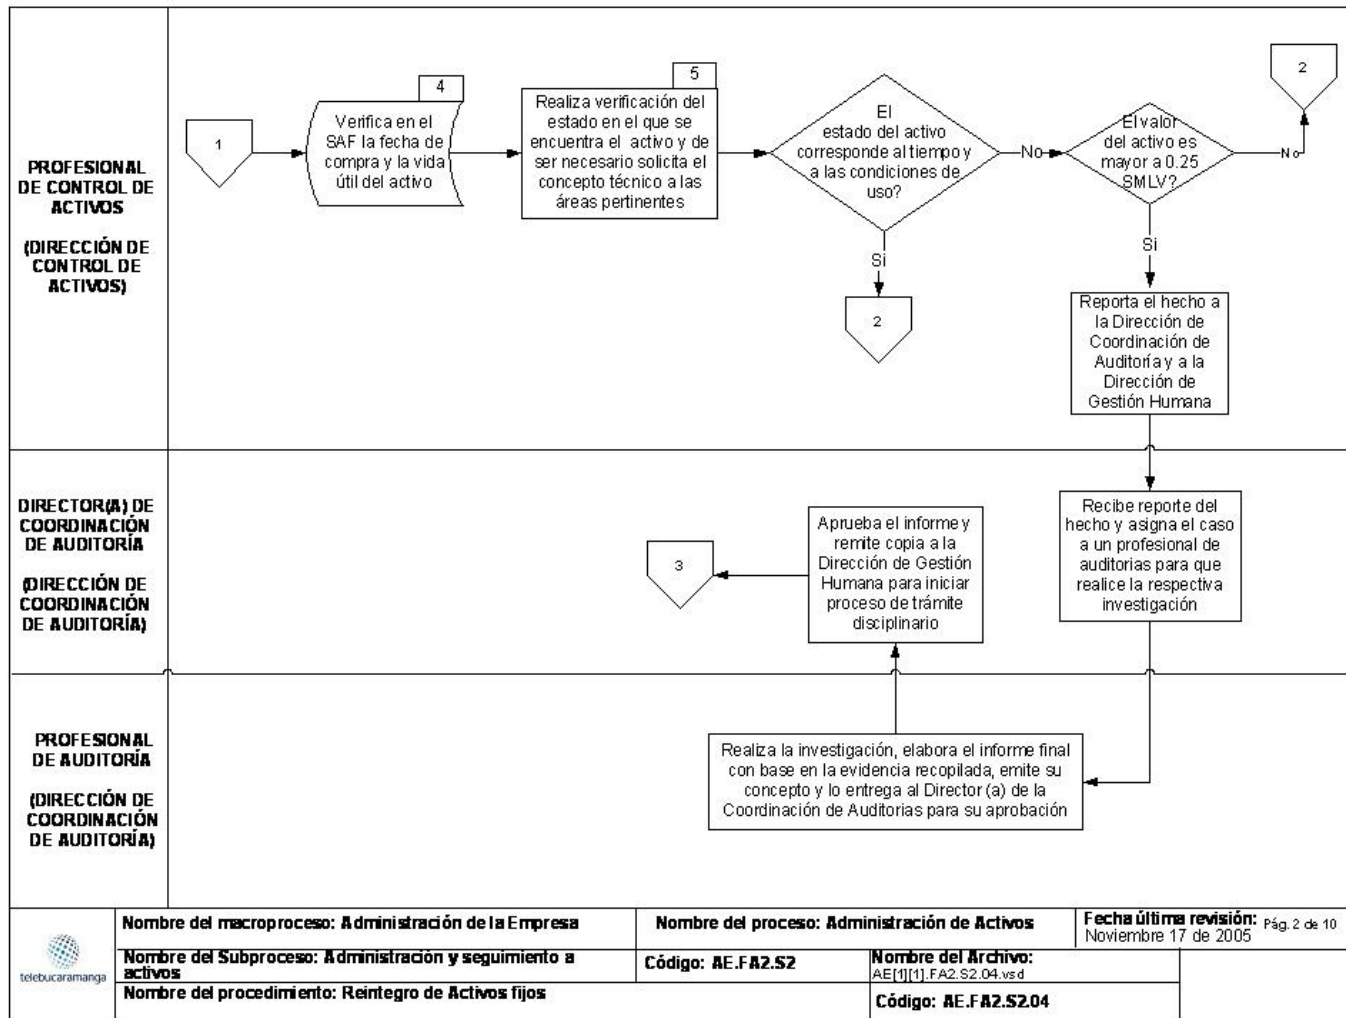 PROFESIONAL
DE CONTROL DE
ACTIVOS
(DIRECCIÓN DE
CONTROL DE
ACTIVOS)
1
4
Verifica en el
SAF la fecha de
compra y la vida
útil del activo
5
Realiza verificación del
estado en el que se
encuentra el activo y de
ser necesario solicita el
concepto técnico a las
áreas pertinentes
El
estado del activo
corresponde al tiempo y
a las condiciones de
uso?
No
Si
2
El valor
del activo es
mayor a 0.25
SMLV?
No
2
Si
Reporta el hecho a
la Dirección de
Coordinación de
Auditoría y a la
Dirección de
Gestión Humana
DIRECTOR(A) DE
COORDINACIÓN
DE AUDITORÍA
(DIRECCIÓN DE
COORDINACIÓN
DE AUDITORÍA)
3
Aprueba el informe y
remite copia a la
Dirección de Gestión
Humana para iniciar
proceso de trámite
disciplinario
Recibe reporte del
hecho y asigna el caso
a un profesional de
auditorias para que
realice la respectiva
investigación
PROFESIONAL
DE AUDITORÍA
(DIRECCIÓN DE
COORDINACIÓN
DE AUDITORÍA)
Realiza la investigación, elabora el informe final
con base en la evidencia recopilada, emite su
concepto y lo entrega al Director (a) de la
Coordinación de Auditorias para su aprobación
telebucaramanga
Nombre del macroproceso: Administración de la Empresa
Nombre del proceso: Administración de Activos
Fecha última revisión: Pág. 2 de 10
Noviembre 17 de 2005
Nombre del Subproceso: Administración y seguimiento a
activos
Código: AE.FA2.S2
Nombre del Archivo:
AE[1][1].FA2.S2.04.vsd
Nombre del procedimiento: Reintegro de Activos fijos
Código: AE.FA2.S2.04